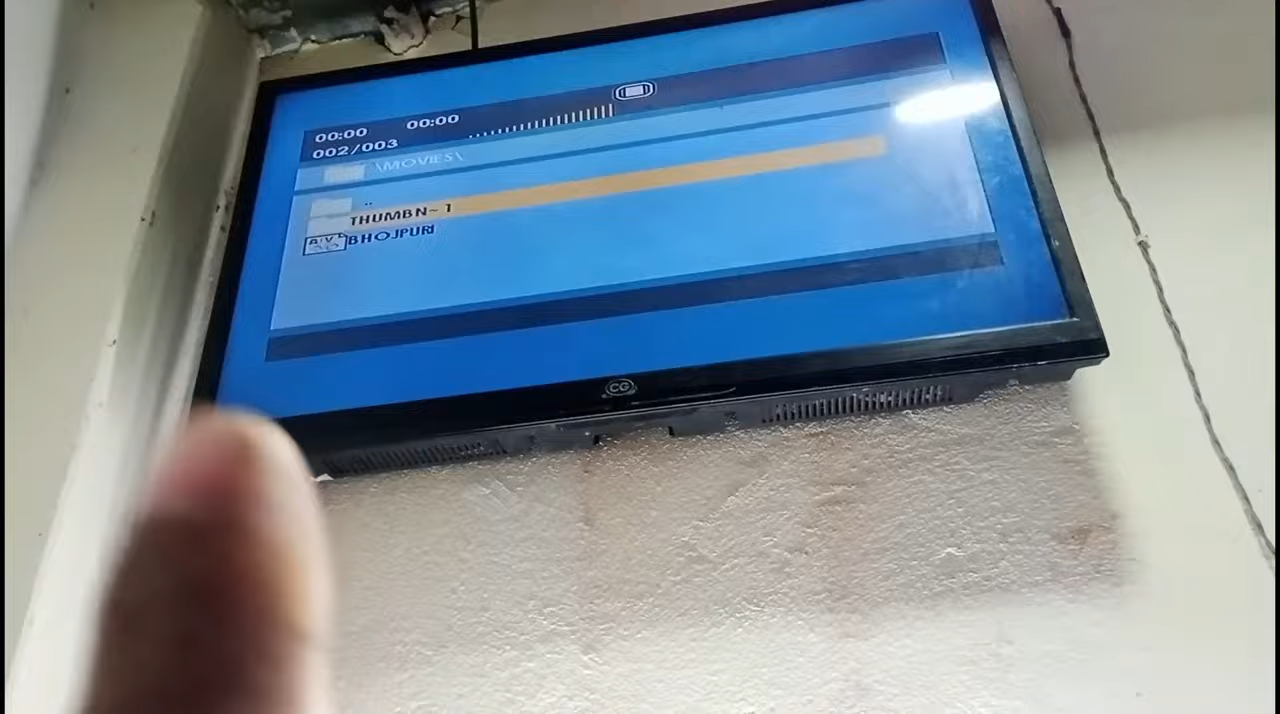 00:00 00:00
002/003
\MOVIES\
..
THUMBN~1
BHOJPURI
CG